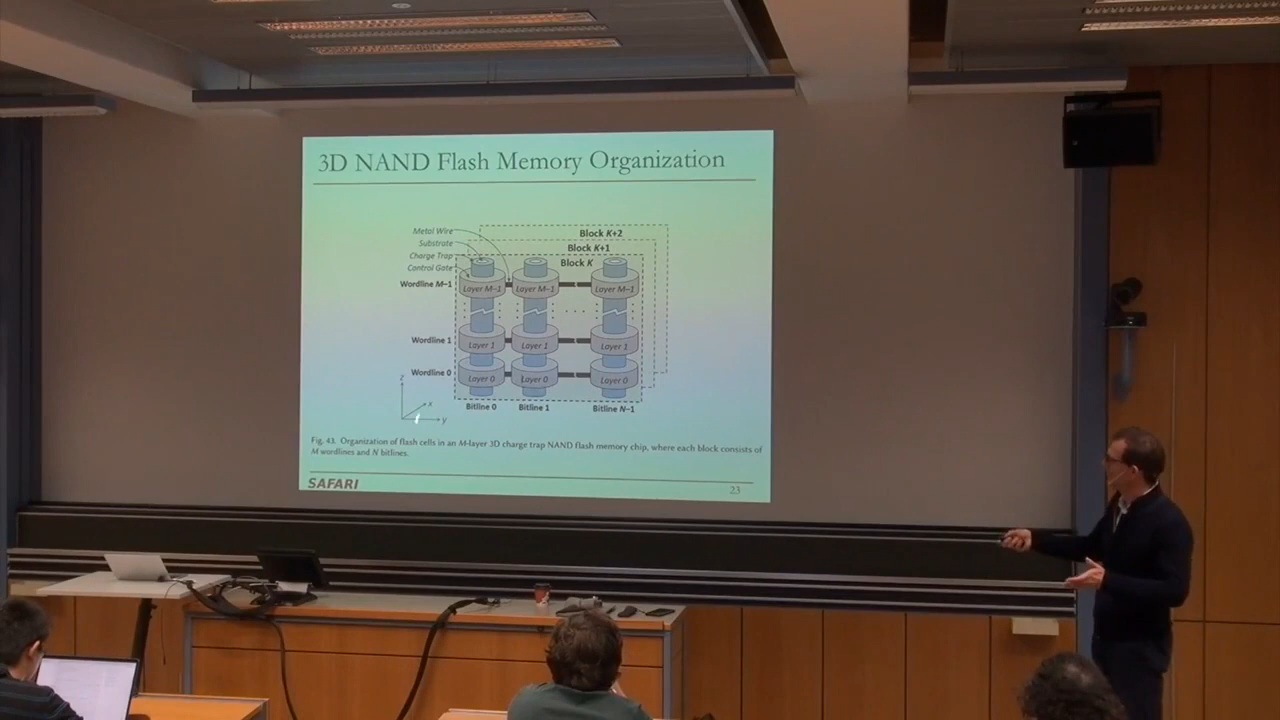 3D NAND Flash Memory Organization
Metal Wire
Substrate
Charge Trap
Control Gate
Block K+2
Block K+1
Block K
Wordline M–1
Layer M–1
Layer M–1
Layer M–1
Wordline 1
Layer 1
Layer 1
Layer 1
Wordline 0
Layer 0
Layer 0
Layer 0
z
x
y
Bitline 0
Bitline 1
Bitline N–1
Fig. 43. Organization of flash cells in an M-layer 3D charge trap NAND flash memory chip, where each block consists of
M wordlines and N bitlines.
SAFARI
23